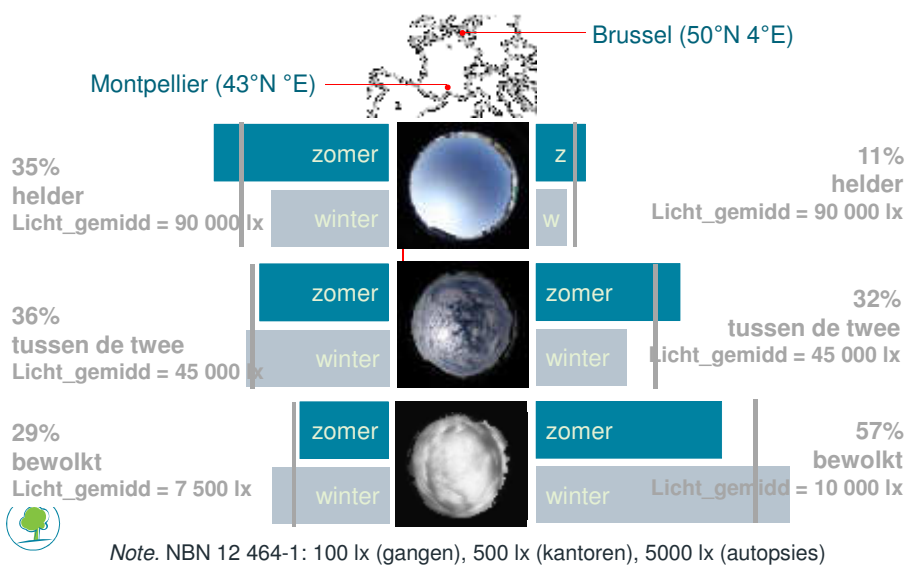 Brussel (50°N 4°E)
Montpellier (43°N °E)
35%
helder
Licht_gemidd = 90 000 lx
zomer
winter
z
w
11%
helder
Licht_gemidd = 90 000 lx
36%
tussen de twee
Licht_gemidd = 45 000 lx
zomer
winter
zomer
winter
32%
tussen de twee
Licht_gemidd = 45 000 lx
29%
bewolkt
Licht_gemidd = 7 500 lx
zomer
winter
zomer
winter
57%
bewolkt
Licht_gemidd = 10 000 lx
Note. NBN 12 464-1: 100 lx (gangen), 500 lx (kantoren), 5000 lx (autopsies)